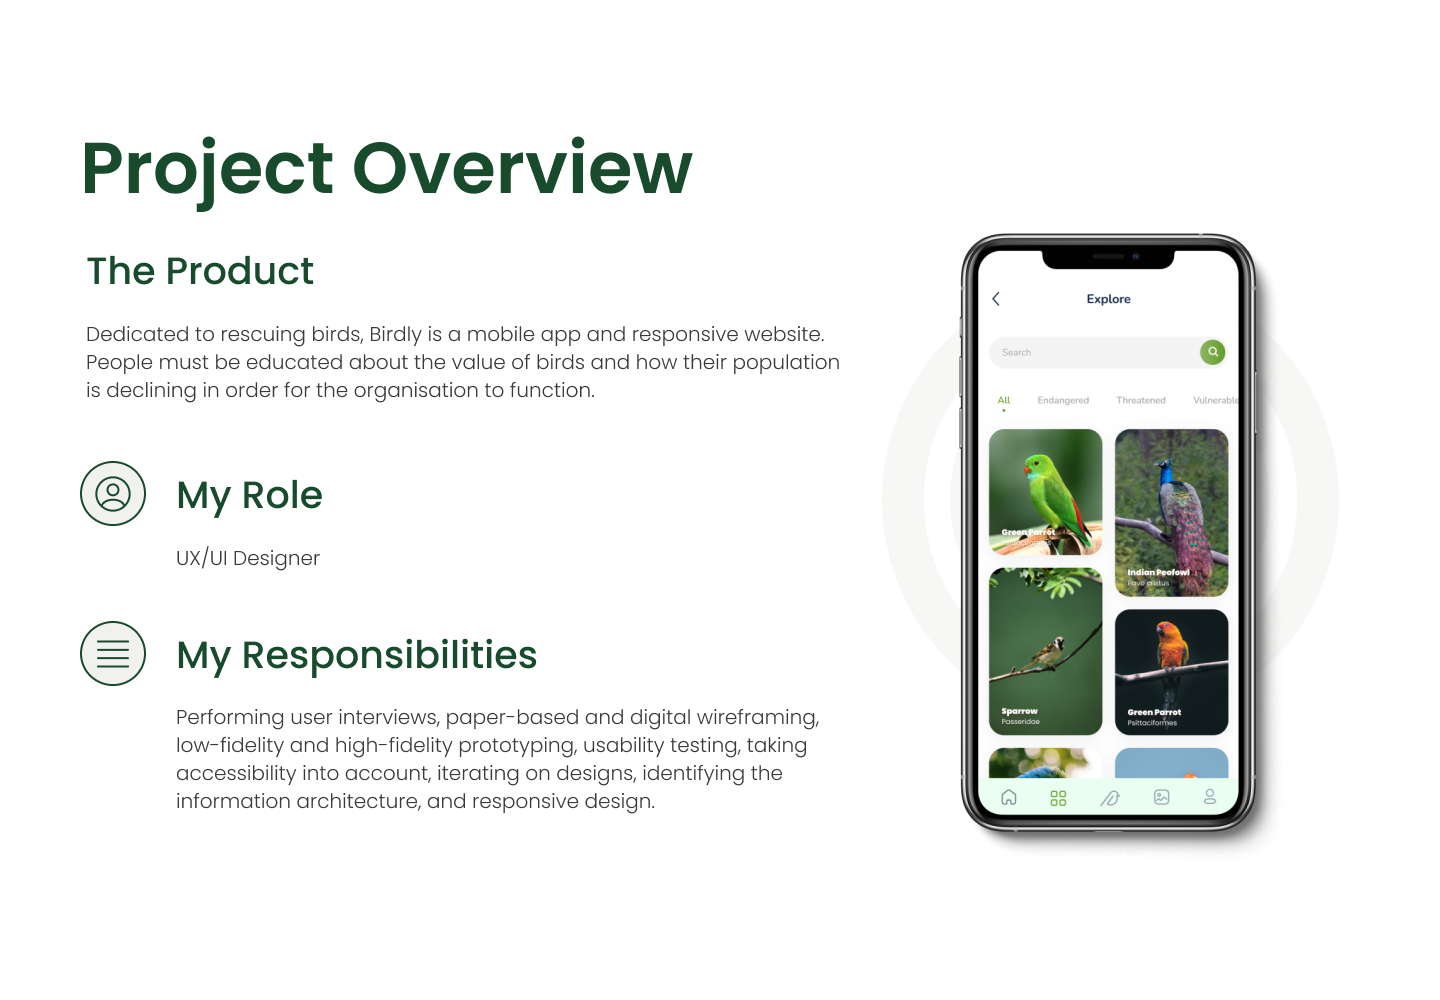 Project Overview
The Product
Dedicated to rescuing birds, Birdly is a mobile app and responsive website.
People must be educated about the value of birds and how their population
is declining in order for the organisation to function.
My Role
UX/UI Designer
My Responsibilities
Performing user interviews, paper-based and digital wireframing,
low-fidelity and high-fidelity prototyping, usability testing, taking
accessibility into account, iterating on designs, identifying the
information architecture, and responsive design.
Explore
Search
All Endangered Threatened Vulnerable
Green Parrot
Indian Peofowl
Pavo cristus
Sparrow
Passeridae
Green Parrot
Psittaciformes